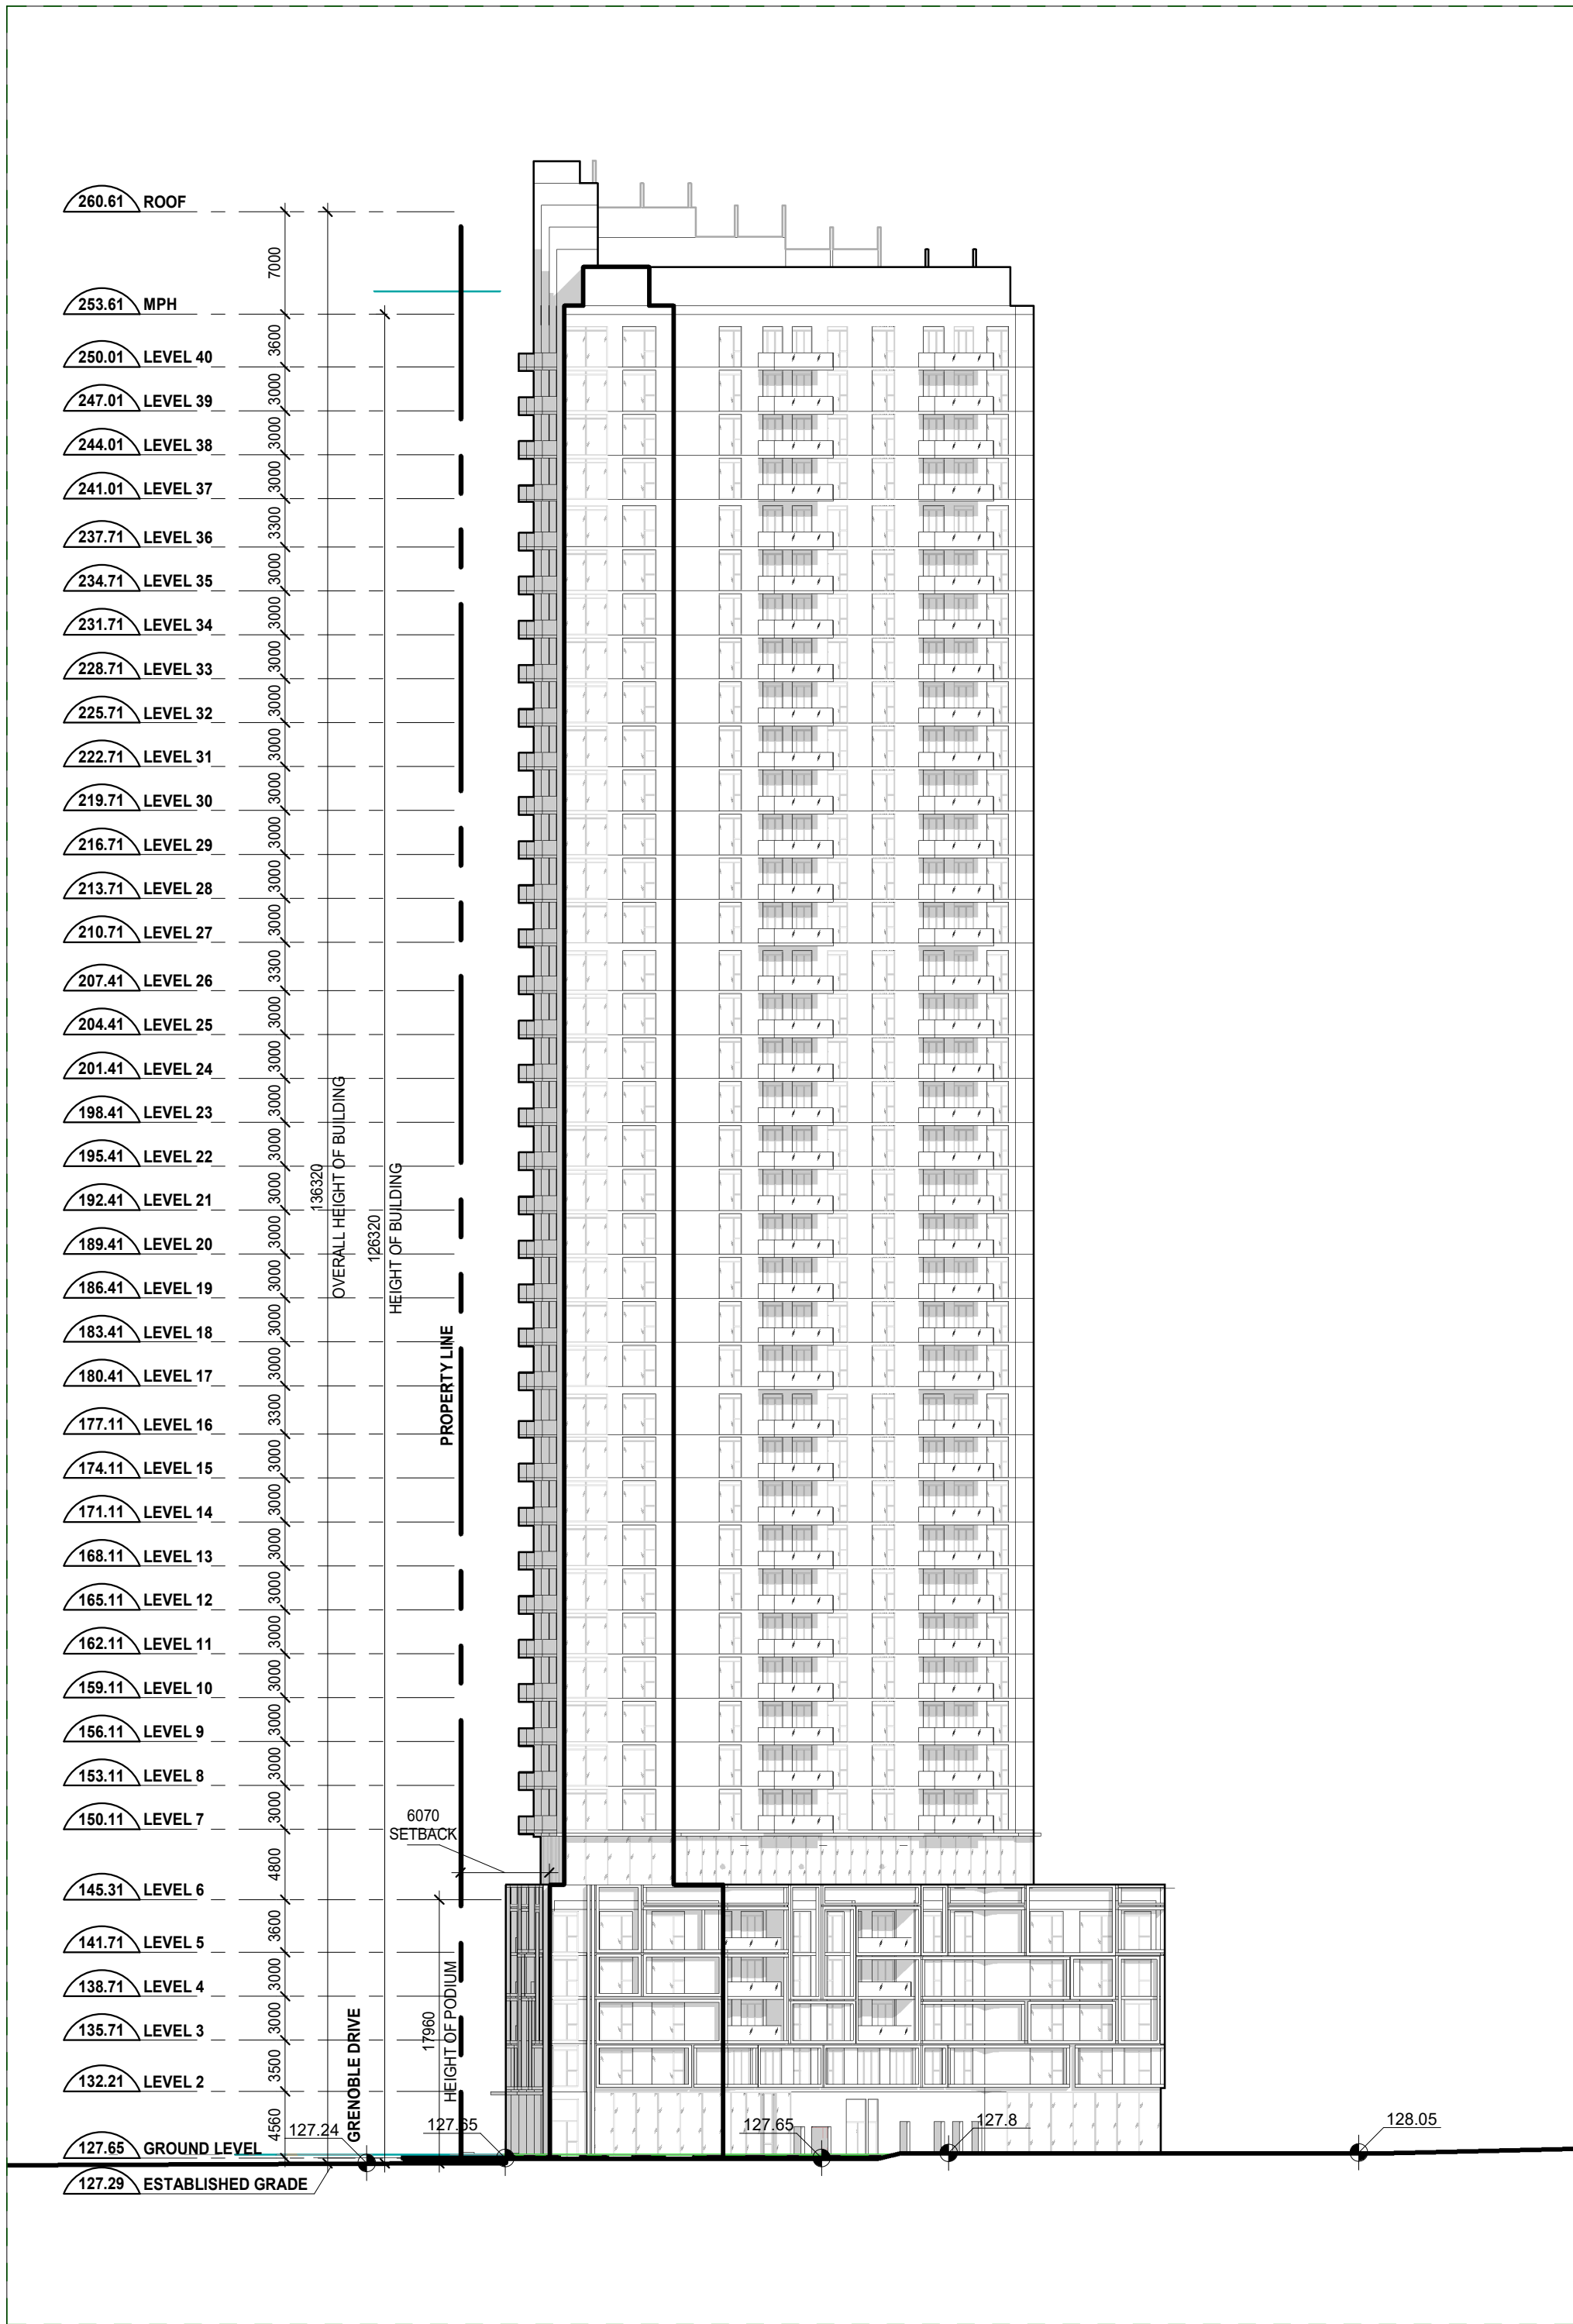 260.61 ROOF
7000
253.61 MPH
3600
250.01 LEVEL 40
3000
247.01 LEVEL 39
3000
244.01 LEVEL 38
3000
241.01 LEVEL 37
3300
237.71 LEVEL 36
3000
234.71 LEVEL 35
3000
231.71 LEVEL 34
3000
228.71 LEVEL 33
3000
225.71 LEVEL 32
3000
222.71 LEVEL 31
3000
219.71 LEVEL 30
3000
216.71 LEVEL 29
3000
213.71 LEVEL 28
3000
210.71 LEVEL 27
3300
207.41 LEVEL 26
3000
204.41 LEVEL 25
3000
201.41 LEVEL 24
3000
198.41 LEVEL 23
3000
195.41 LEVEL 22
3000
192.41 LEVEL 21
3000
189.41 LEVEL 20
3000
186.41 LEVEL 19
3000
183.41 LEVEL 18
3000
180.41 LEVEL 17
3300
177.11 LEVEL 16
3000
174.11 LEVEL 15
3000
171.11 LEVEL 14
3000
168.11 LEVEL 13
3000
165.11 LEVEL 12
3000
162.11 LEVEL 11
3000
159.11 LEVEL 10
3000
156.11 LEVEL 9
3000
153.11 LEVEL 8
3000
150.11 LEVEL 7
4800
145.31 LEVEL 6
3600
141.71 LEVEL 5
3000
138.71 LEVEL 4
3000
135.71 LEVEL 3
3500
132.21 LEVEL 2
4560
127.65 GROUND LEVEL
127.29 ESTABLISHED GRADE
136320
OVERALL HEIGHT OF BUILDING
126320
HEIGHT OF BUILDING
PROPERTY LINE
6070
SETBACK
17960
HEIGHT OF PODIUM
GRENOBLE DRIVE
127.24
127.65
127.65
127.8
128.05